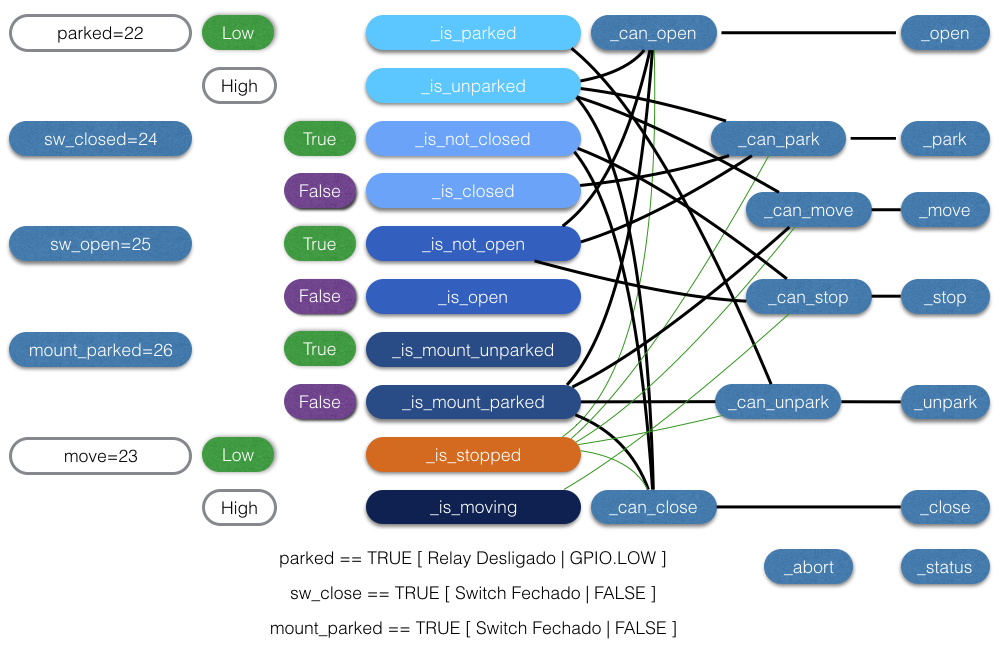 parked=22 Low _is_parked _can_open _open
High _is_unparked
sw_closed=24 True _is_not_closed _can_park _park
False _is_closed
_can_move _move
sw_open=25 True _is_not_open
False _is_open _can_stop _stop
mount_parked=26 True _is_mount_unparked
False _is_mount_parked _can_unpark _unpark
move=23 Low _is_stopped
High _is_moving _can_close _close
parked == TRUE [ Relay Desligado | GPIO.LOW ]
_abort _status
sw_close == TRUE [ Switch Fechado | FALSE ]
mount_parked == TRUE [ Switch Fechado | FALSE ]